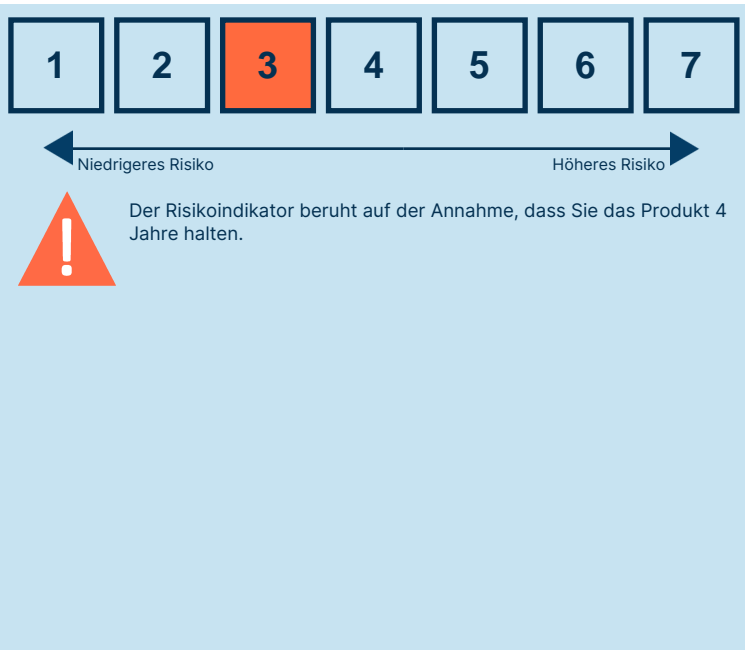 1 2 3 4 5 6 7
Niedrigeres Risiko Höheres Risiko
!
Der Risikoindikator beruht auf der Annahme, dass Sie das Produkt 4
Jahre halten.